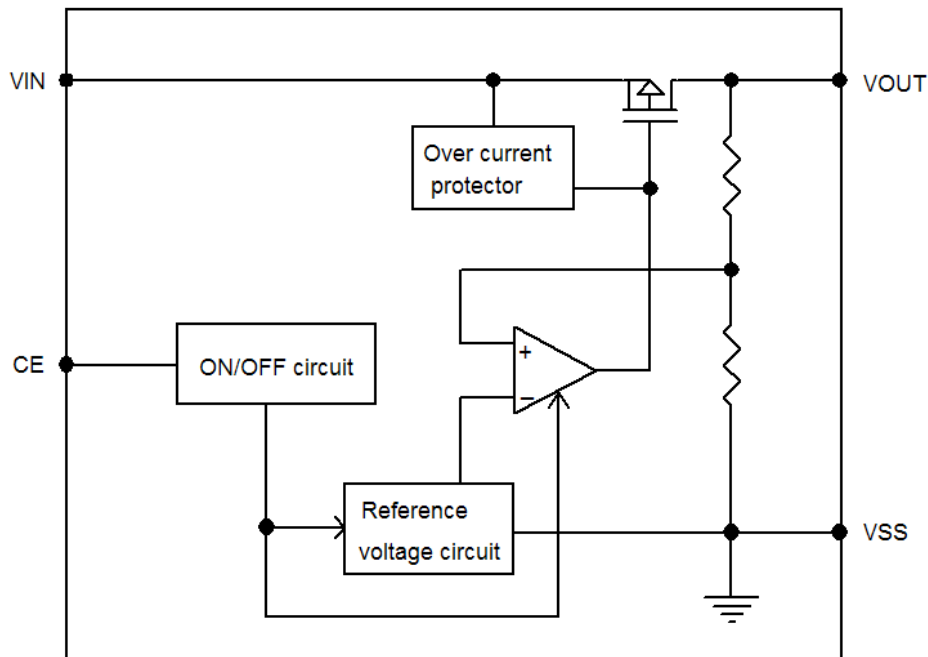 VIN
VOUT
Over current
protector
CE
ON/OFF circuit
+
−
Reference
voltage circuit
VSS